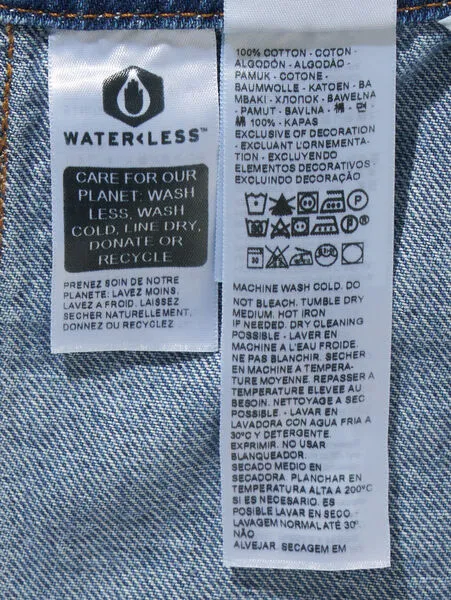 WATER<LESS™
CARE FOR OUR
PLANET: WASH
LESS, WASH
COLD, LINE DRY,
DONATE OR
RECYCLE
PRENEZ SOIN DE NOTRE
PLANETE: LAVEZ MOINS,
LAVEZ A FROID, LAISSEZ
SECHER NATURELLEMENT,
DONNEZ OU RECYCLEZ
100% COTTON - COTON -
ALGODÓN - ALGODÃO -
PAMUK - COTONE -
BAUMWOLLE - KATOEN - BA
MBAKI - ХЛОПОК - BAWEŁNA
- PAMUT - BAVLNA - 棉 - 면 -
綿 100% - KAPAS
EXCLUSIVE OF DECORATION
- EXCLUANT L'ORNEMENTA-
TION - EXCLUYENDO
ELEMENTOS DECORATIVOS -
EXCLUINDO DECORAÇÃO
MACHINE WASH COLD. DO
NOT BLEACH. TUMBLE DRY
MEDIUM. HOT IRON
IF NEEDED. DRY CLEANING
POSSIBLE - LAVER EN
MACHINE A L'EAU FROIDE.
NE PAS BLANCHIR. SECHER
EN MACHINE A TEMPERA-
TURE MOYENNE. REPASSER A
TEMPERATURE ELEVEE AU
BESOIN. NETTOYAGE A SEC
POSSIBLE. - LAVAR EN
LAVADORA CON AGUA FRIA A
30ºC Y DETERGENTE.
EXPRIMIR. NO USAR
BLANQUEADOR.
SECADO MEDIO EN
SECADORA. PLANCHAR EN
TEMPERATURA ALTA A 200ºC
SI ES NECESARIO. ES
POSIBLE LAVAR EN SECO.
LAVAGEM NORMAL ATÉ 30º.
NÃO
ALVEJAR. SECAGEM EM